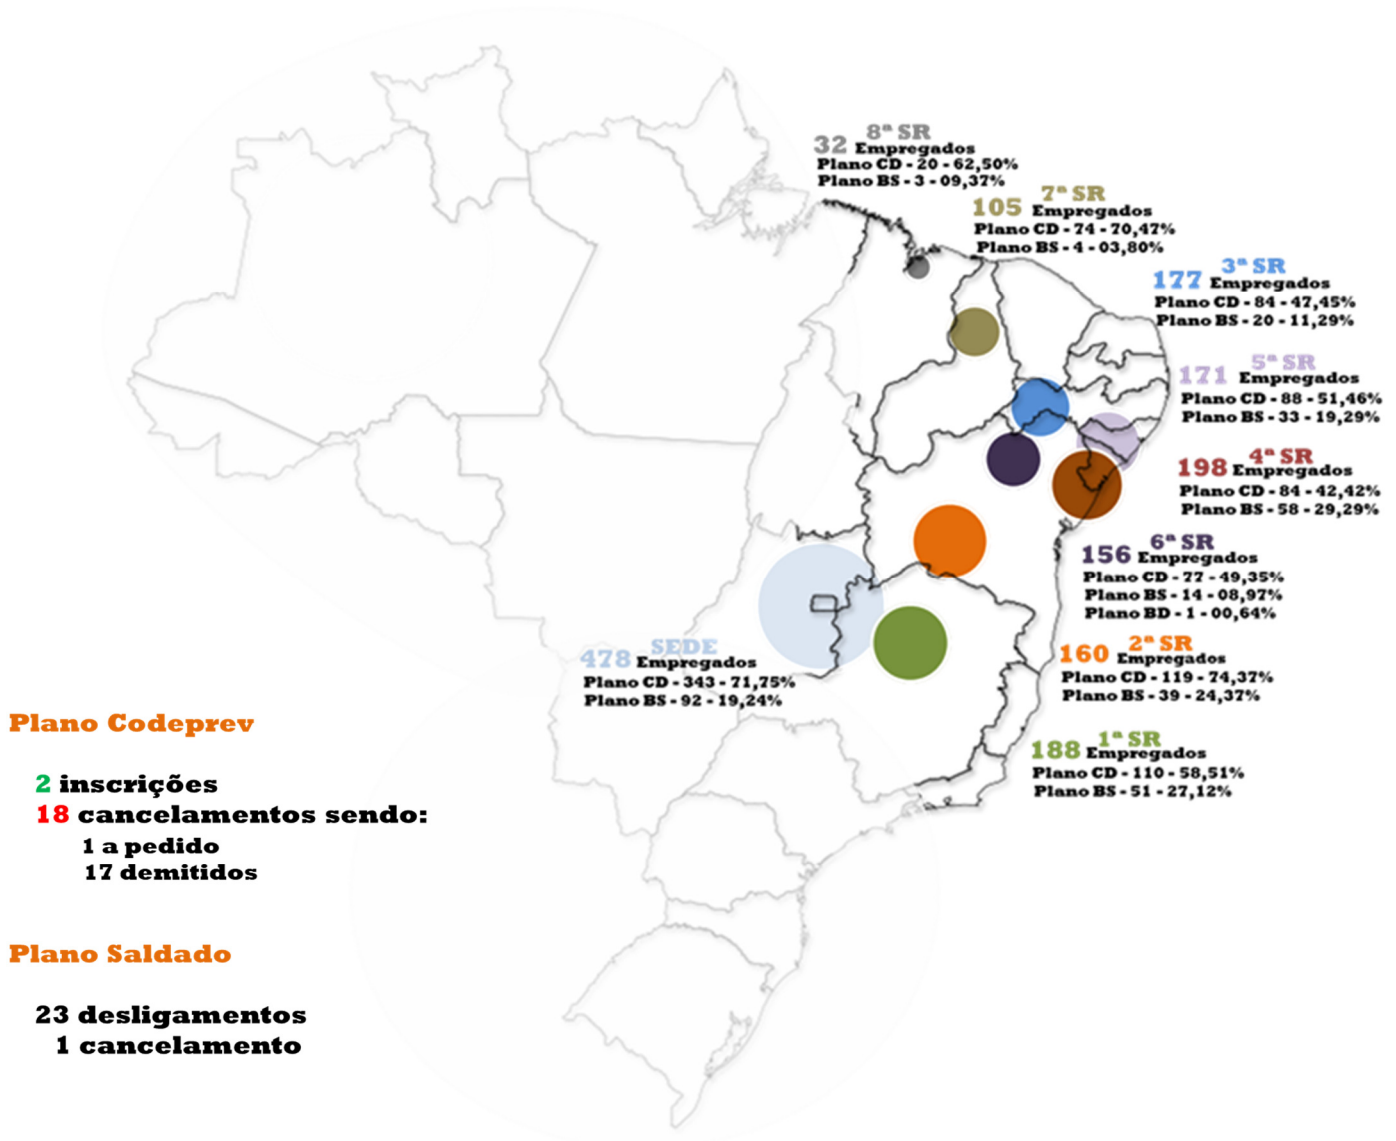 8ª SR
32 Empregados
Plano CD - 20 - 62,50%
Plano BS - 3 - 09,37%
7ª SR
105 Empregados
Plano CD - 74 - 70,47%
Plano BS - 4 - 03,80%
3ª SR
177 Empregados
Plano CD - 84 - 47,45%
Plano BS - 20 - 11,29%
5ª SR
171 Empregados
Plano CD - 88 - 51,46%
Plano BS - 33 - 19,29%
4ª SR
198 Empregados
Plano CD - 84 - 42,42%
Plano BS - 58 - 29,29%
6ª SR
156 Empregados
Plano CD - 77 - 49,35%
Plano BS - 14 - 08,97%
Plano BD - 1 - 00,64%
2ª SR
160 Empregados
Plano CD - 119 - 74,37%
Plano BS - 39 - 24,37%
SEDE
478 Empregados
Plano CD - 343 - 71,75%
Plano BS - 92 - 19,24%
1ª SR
188 Empregados
Plano CD - 110 - 58,51%
Plano BS - 51 - 27,12%
Plano Codeprev
2 inscrições
18 cancelamentos sendo:
1 a pedido
17 demitidos
Plano Saldado
23 desligamentos
1 cancelamento